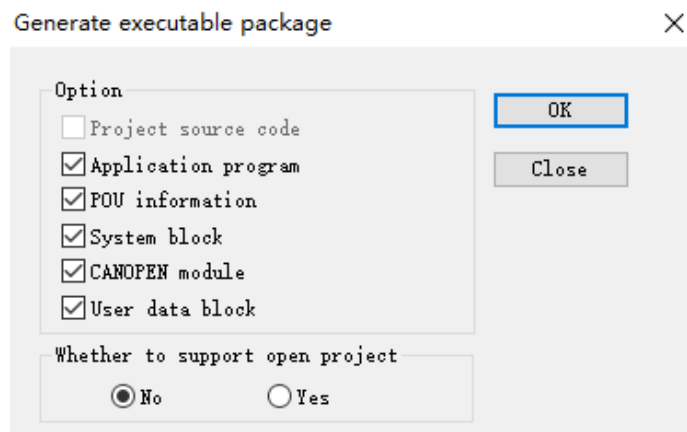 Generate executable package
Option
Project source code
OK
Application program
Close
POU information
System block
CANOPEN module
User data block
Whether to support open project
No
Yes